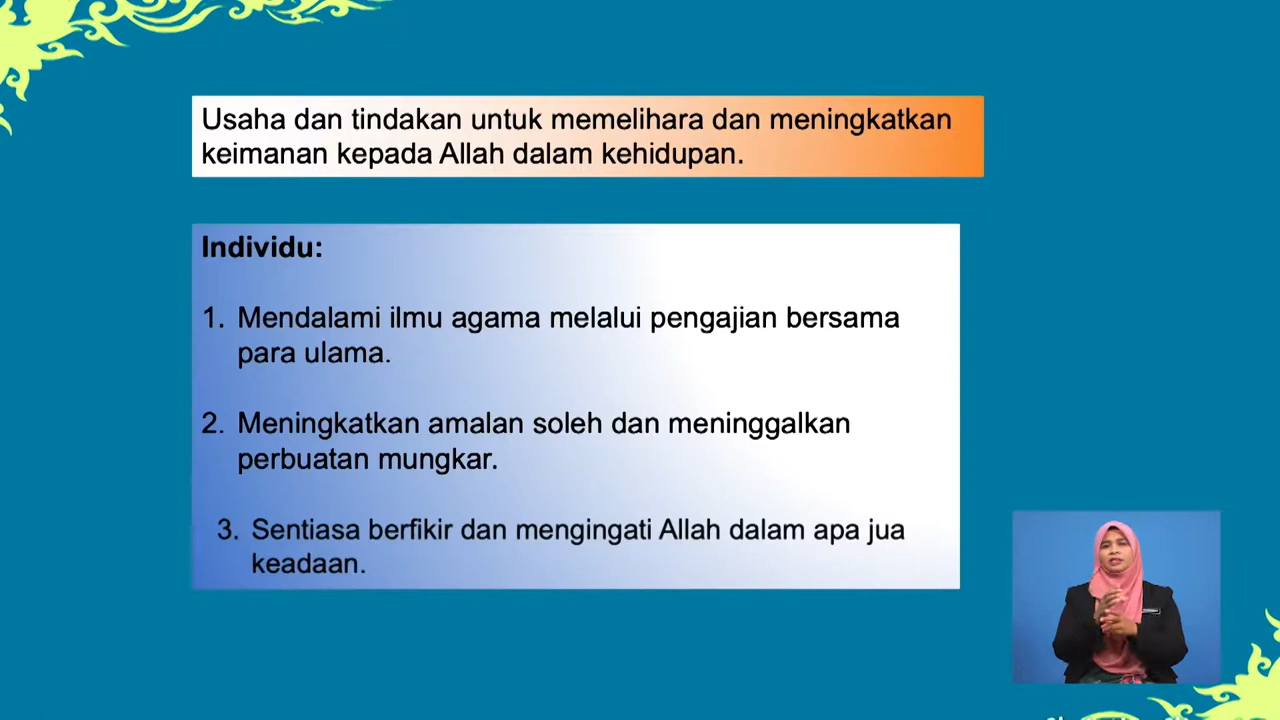 Usaha dan tindakan untuk memelihara dan meningkatkan
keimanan kepada Allah dalam kehidupan.
Individu:
1. Mendalami ilmu agama melalui pengajian bersama
para ulama.
2. Meningkatkan amalan soleh dan meninggalkan
perbuatan mungkar.
3. Sentiasa berfikir dan mengingati Allah dalam apa jua
keadaan.